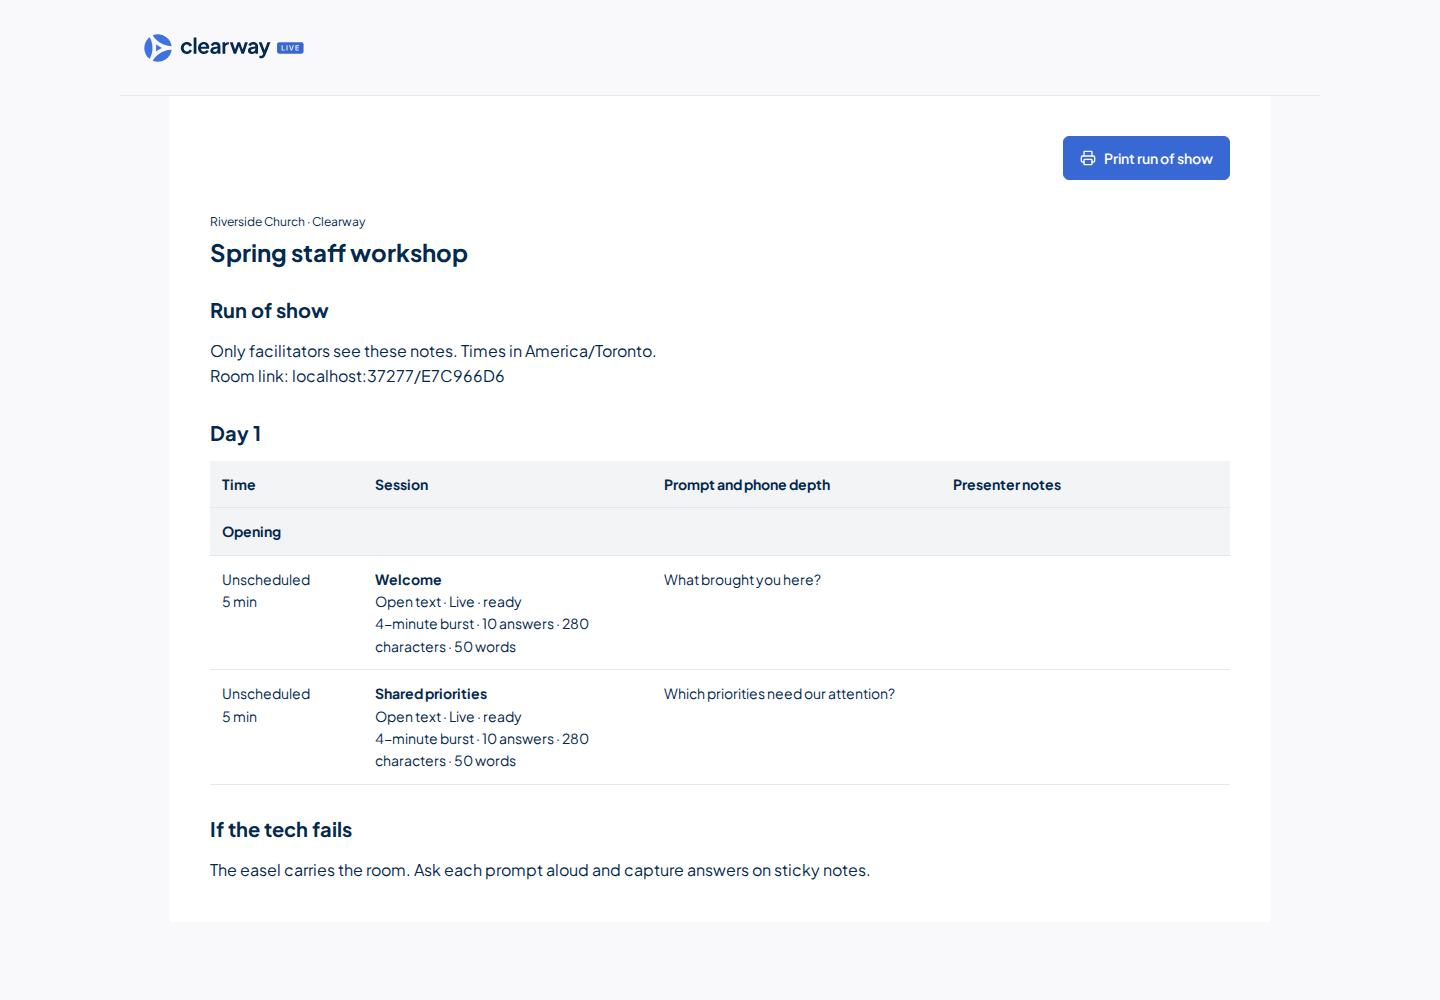 clearway LIVE
Print run of show
Riverside Church · Clearway
Spring staff workshop
Run of show
Only facilitators see these notes. Times in America/Toronto.
Room link: localhost:37277/E7C966D6
Day 1
Time Session Prompt and phone depth Presenter notes
Opening
Unscheduled Welcome What brought you here?
5 min Open text · Live · ready
4-minute burst · 10 answers · 280
characters · 50 words
Unscheduled Shared priorities Which priorities need our attention?
5 min Open text · Live · ready
4-minute burst · 10 answers · 280
characters · 50 words
If the tech fails
The easel carries the room. Ask each prompt aloud and capture answers on sticky notes.